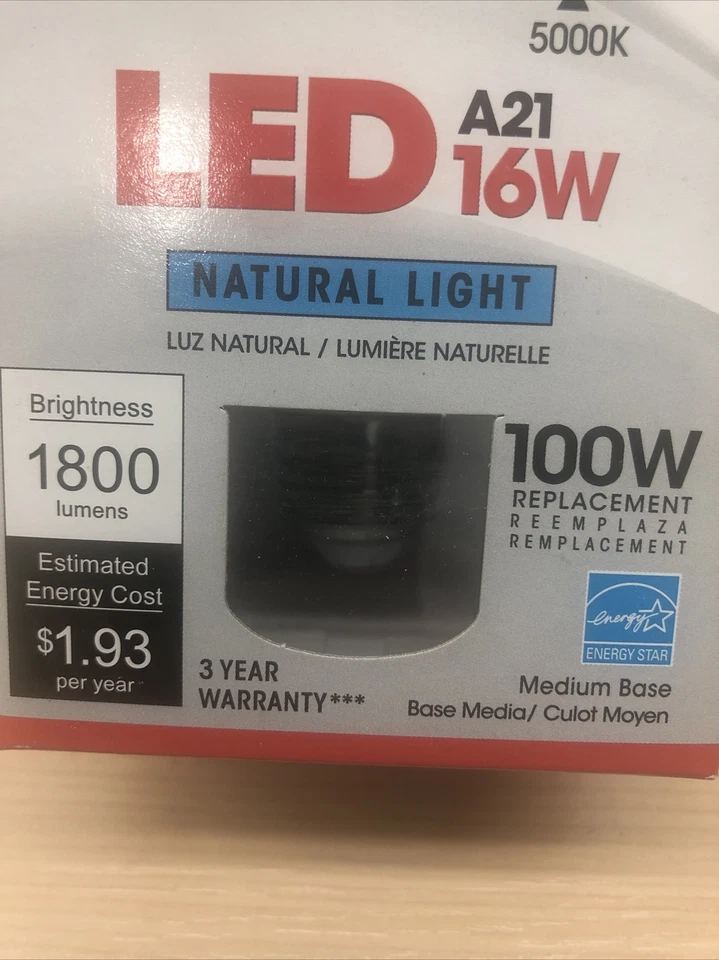 5000K
LED
A21
16W
NATURAL LIGHT
LUZ NATURAL / LUMIÈRE NATURELLE
Brightness
1800
lumens
Estimated
Energy Cost
$1.93
per year
100W
REPLACEMENT
REEMPLAZA
REMPLACEMENT
energy
ENERGY STAR
3 YEAR
WARRANTY***
Medium Base
Base Media/ Culot Moyen